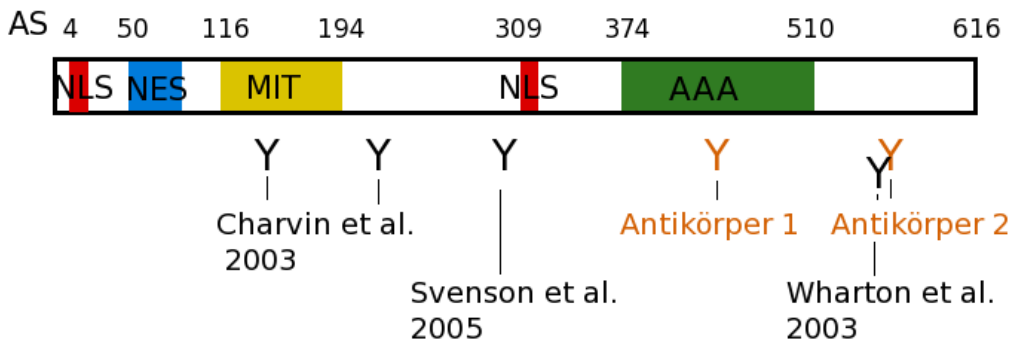 AS 4 50 116 194 309 374 510 616
NLS NES MIT NLS AAA
Y Y Y Y Y Y
Charvin et al. Antikörper 1 Antikörper 2
2003
Svenson et al. Wharton et al.
2005 2003